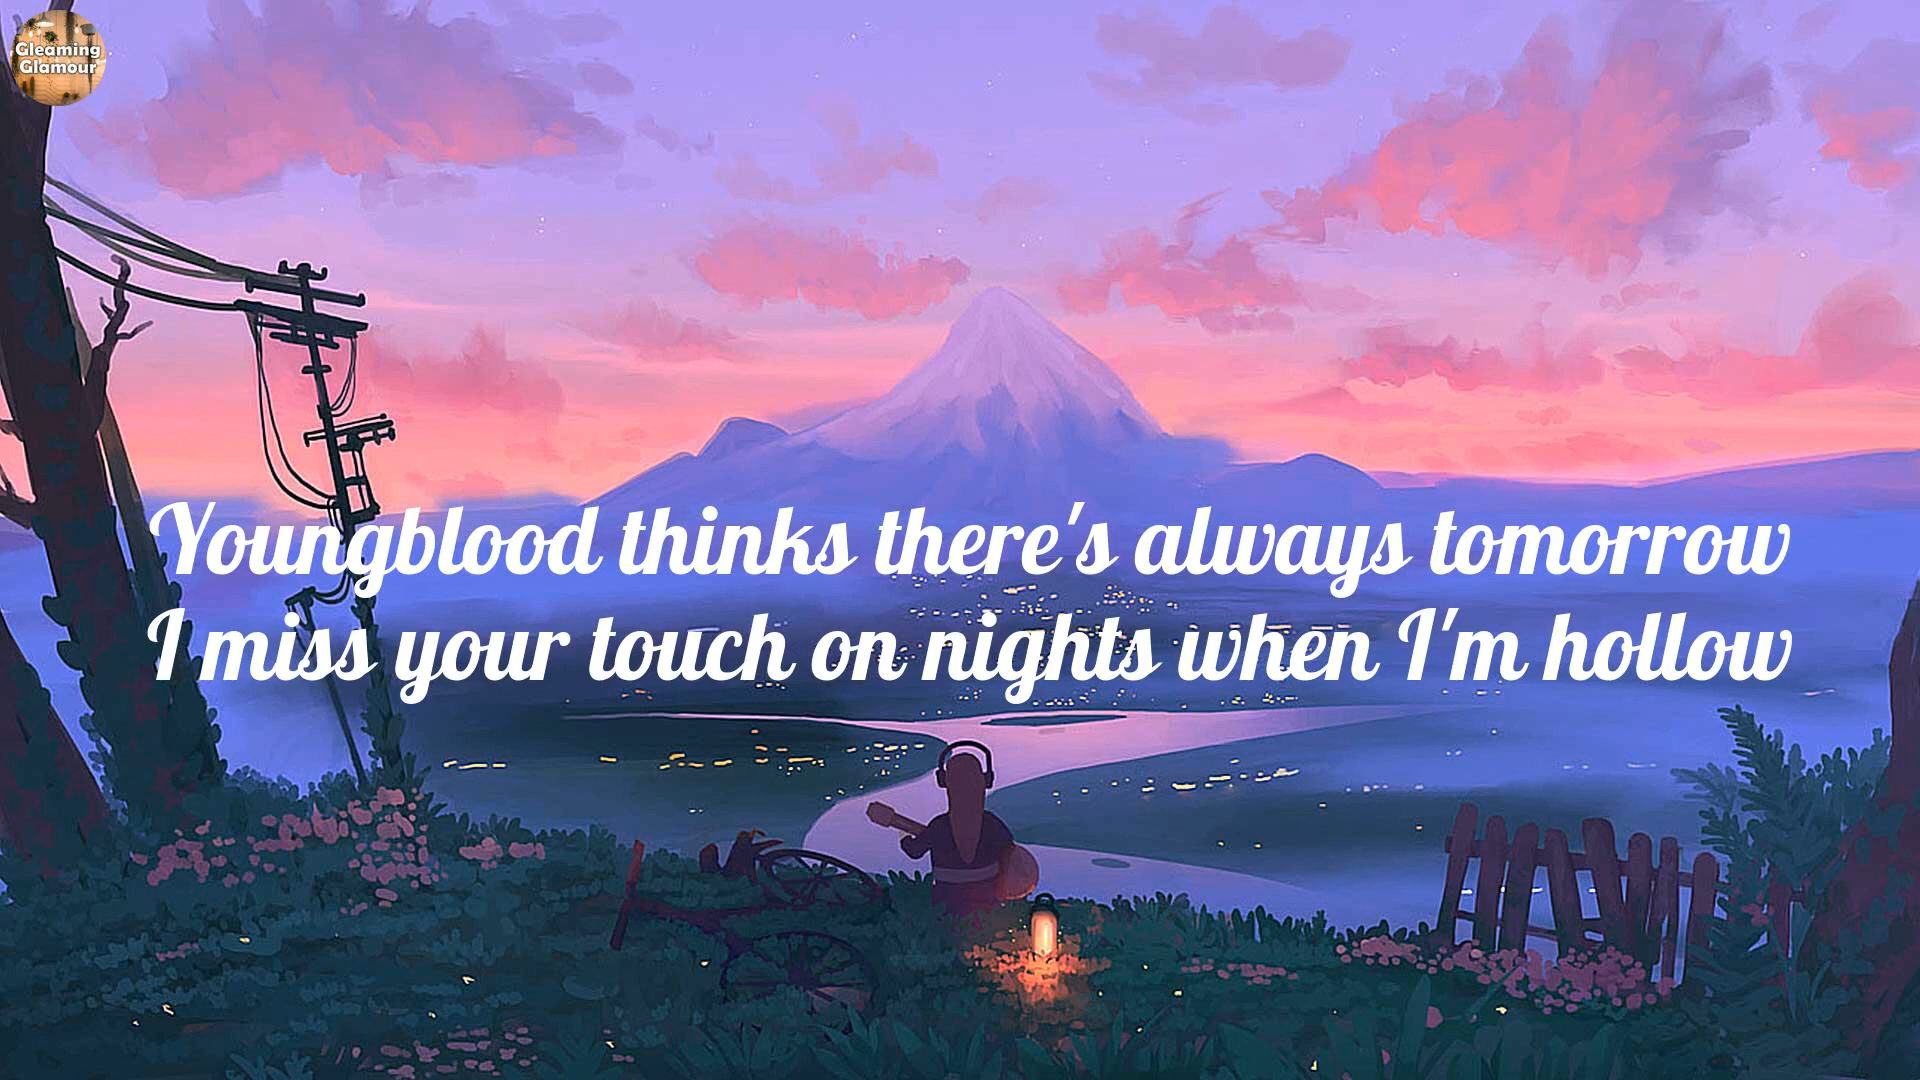 Gleaming
Glamour
Youngblood thinks there's always tomorrow
I miss your touch on nights when I'm hollow